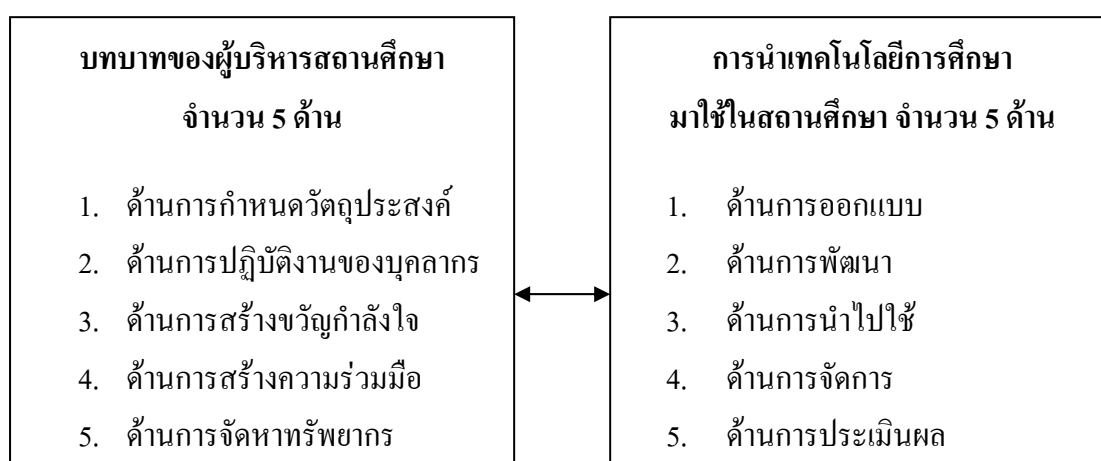 บทบาทของผู้บริหารสถานศึกษา
จำนวน 5 ด้าน
1. ด้านการกำหนดวัตถุประสงค์
2. ด้านการปฏิบัติงานของบุคลากร
3. ด้านการสร้างขวัญกำลังใจ
4. ด้านการสร้างความร่วมมือ
5. ด้านการจัดหาทรัพยากร
การนำเทคโนโลยีการศึกษา
มาใช้ในสถานศึกษา จำนวน 5 ด้าน
1. ด้านการออกแบบ
2. ด้านการพัฒนา
3. ด้านการนำไปใช้
4. ด้านการจัดการ
5. ด้านการประเมินผล